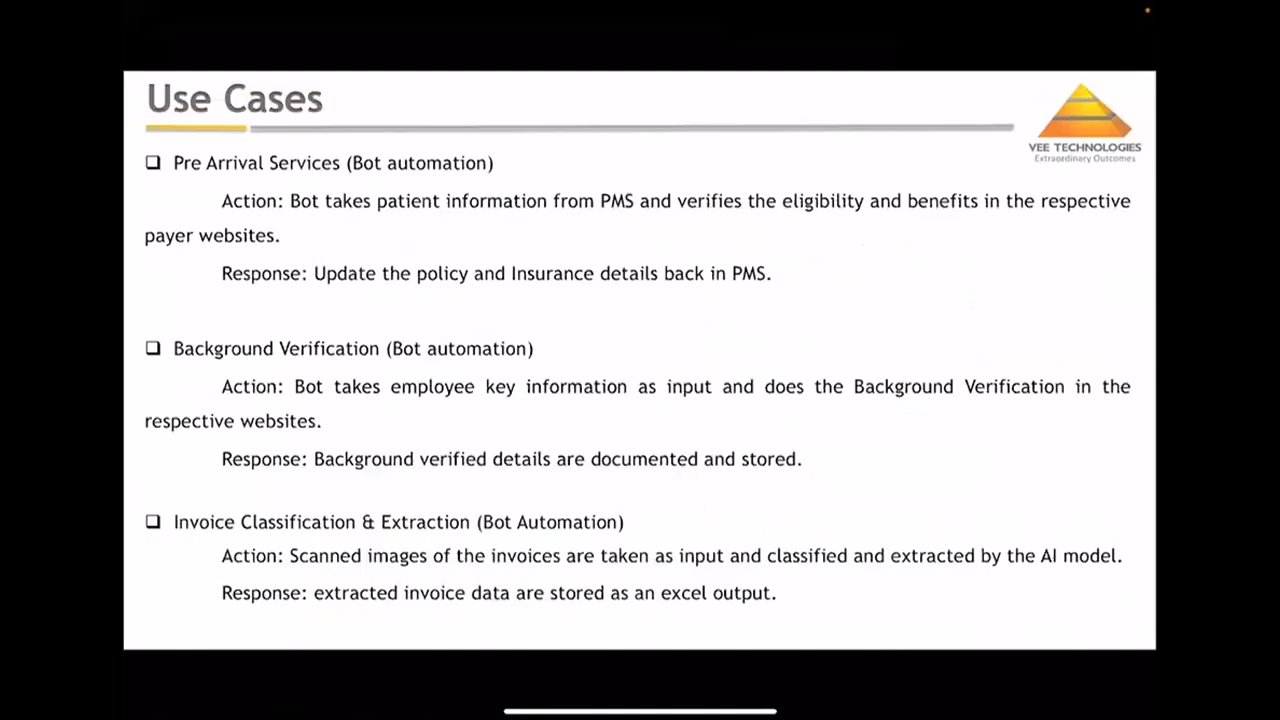 Use Cases
VEE TECHNOLOGIES
Extraordinary Outcomes
❑ Pre Arrival Services (Bot automation)
Action: Bot takes patient information from PMS and verifies the eligibility and benefits in the respective
payer websites.
Response: Update the policy and Insurance details back in PMS.
❑ Background Verification (Bot automation)
Action: Bot takes employee key information as input and does the Background Verification in the
respective websites.
Response: Background verified details are documented and stored.
❑ Invoice Classification & Extraction (Bot Automation)
Action: Scanned images of the invoices are taken as input and classified and extracted by the AI model.
Response: extracted invoice data are stored as an excel output.